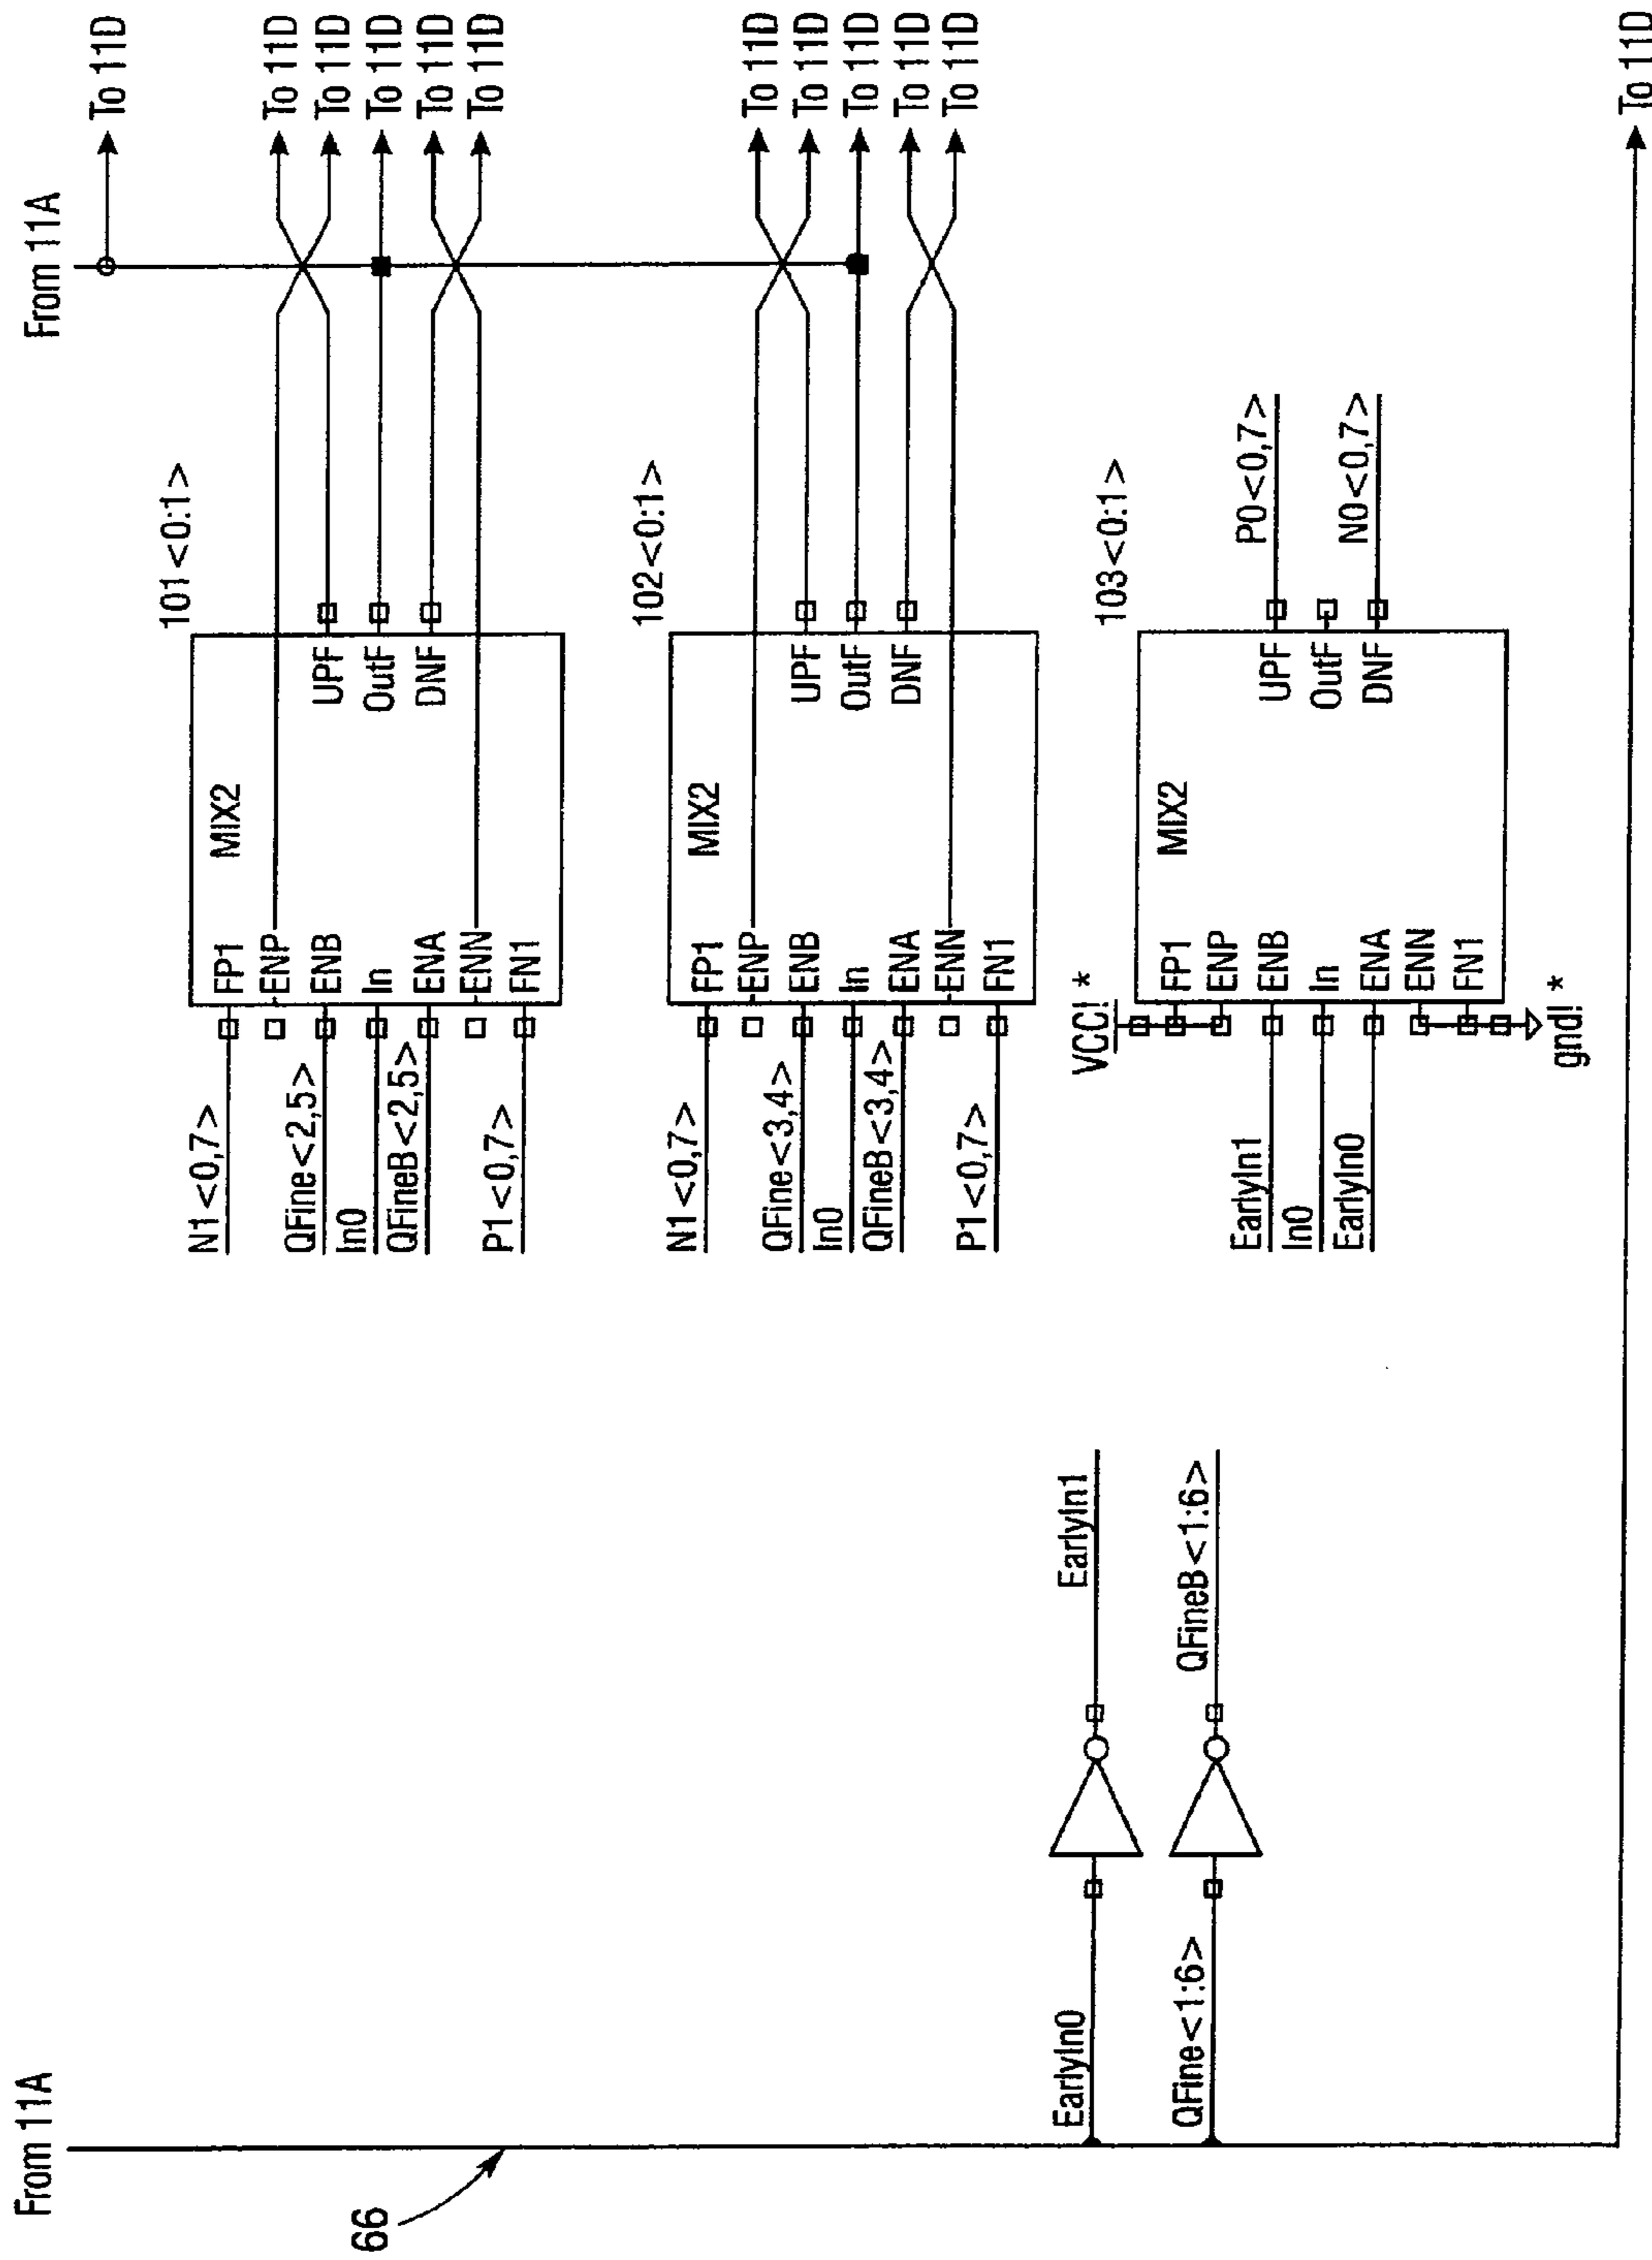 From 11A
66
EarlyIn0
EarlyIn1
QFine<1:6>
QFineB<1:6>
To 11D
From 11A
To 11D
101<0:1>
MIX2
N1<0,7>
FP1
ENP
To 11D
QFine<2,5>
ENB
UPF
To 11D
In0
In
OutF
To 11D
QFineB<2,5>
ENA
DNF
To 11D
ENN
To 11D
P1<0,7>
FN1
102<0:1>
MIX2
N1<0,7>
FP1
ENP
To 11D
QFine<3,4>
ENB
UPF
To 11D
In0
In
OutF
To 11D
QFineB<3,4>
ENA
DNF
To 11D
ENN
To 11D
P1<0,7>
FN1
103<0:1>
MIX2
VCC! *
FP1
ENP
EarlyIn1
ENB
UPF
P0<0,7>
In0
In
OutF
EarlyIn0
ENA
DNF
N0<0,7>
ENN
FN1
gnd! *